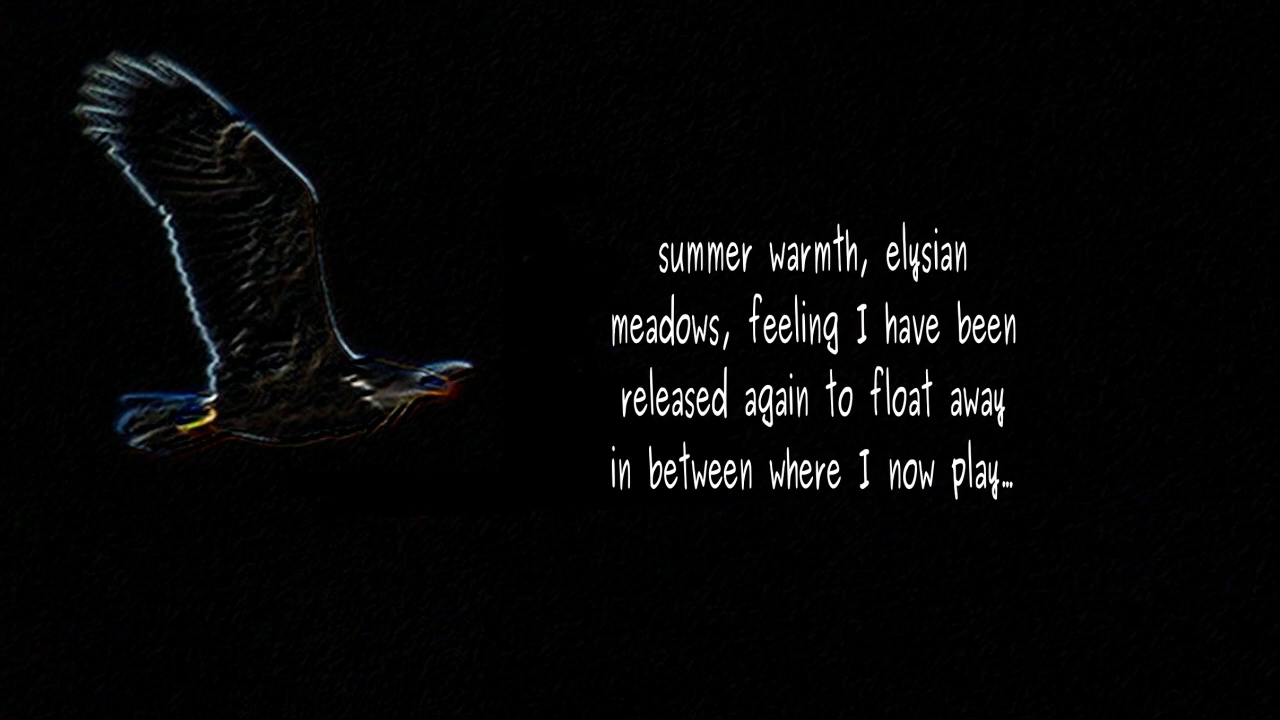 summer warmth, elysian
meadows, feeling I have been
released again to float away
in between where I now play...